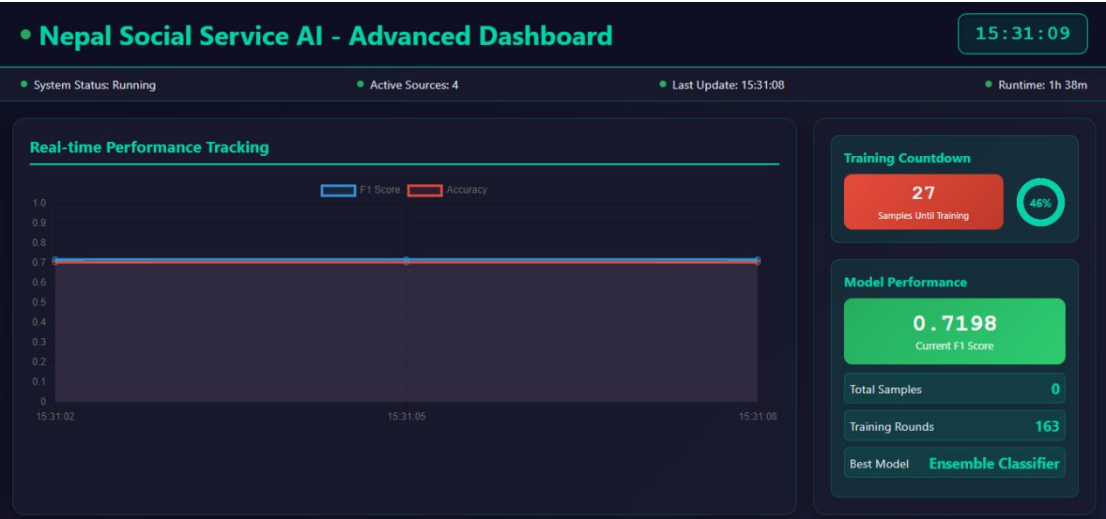 Nepal Social Service AI - Advanced Dashboard
15:31:09
System Status: Running
Active Sources: 4
Last Update: 15:31:08
Runtime: 1h 38m
Real-time Performance Tracking
F1 Score
Accuracy
1.0
0.9
0.8
0.7
0.6
0.5
0.4
0.3
0.2
0.1
0
15:31:02
15:31:05
15:31:08
Training Countdown
27
Samples Until Training
46%
Model Performance
0.7198
Current F1 Score
Total Samples 0
Training Rounds 163
Best Model Ensemble Classifier